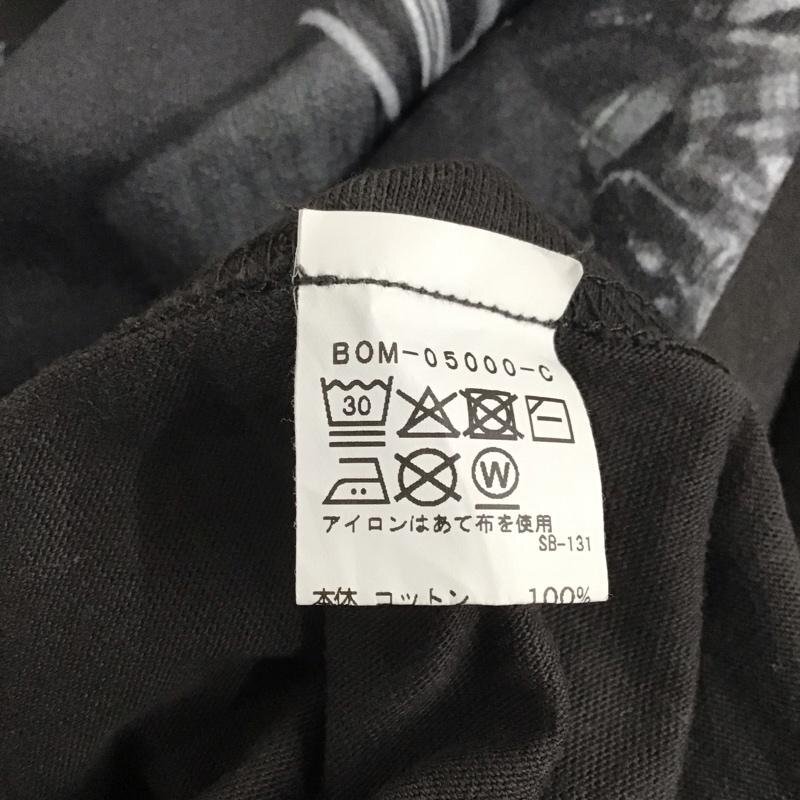 BOM-05000-C
30
W
アイロンはあて布を使用
SB-131
本体 コットン 100%